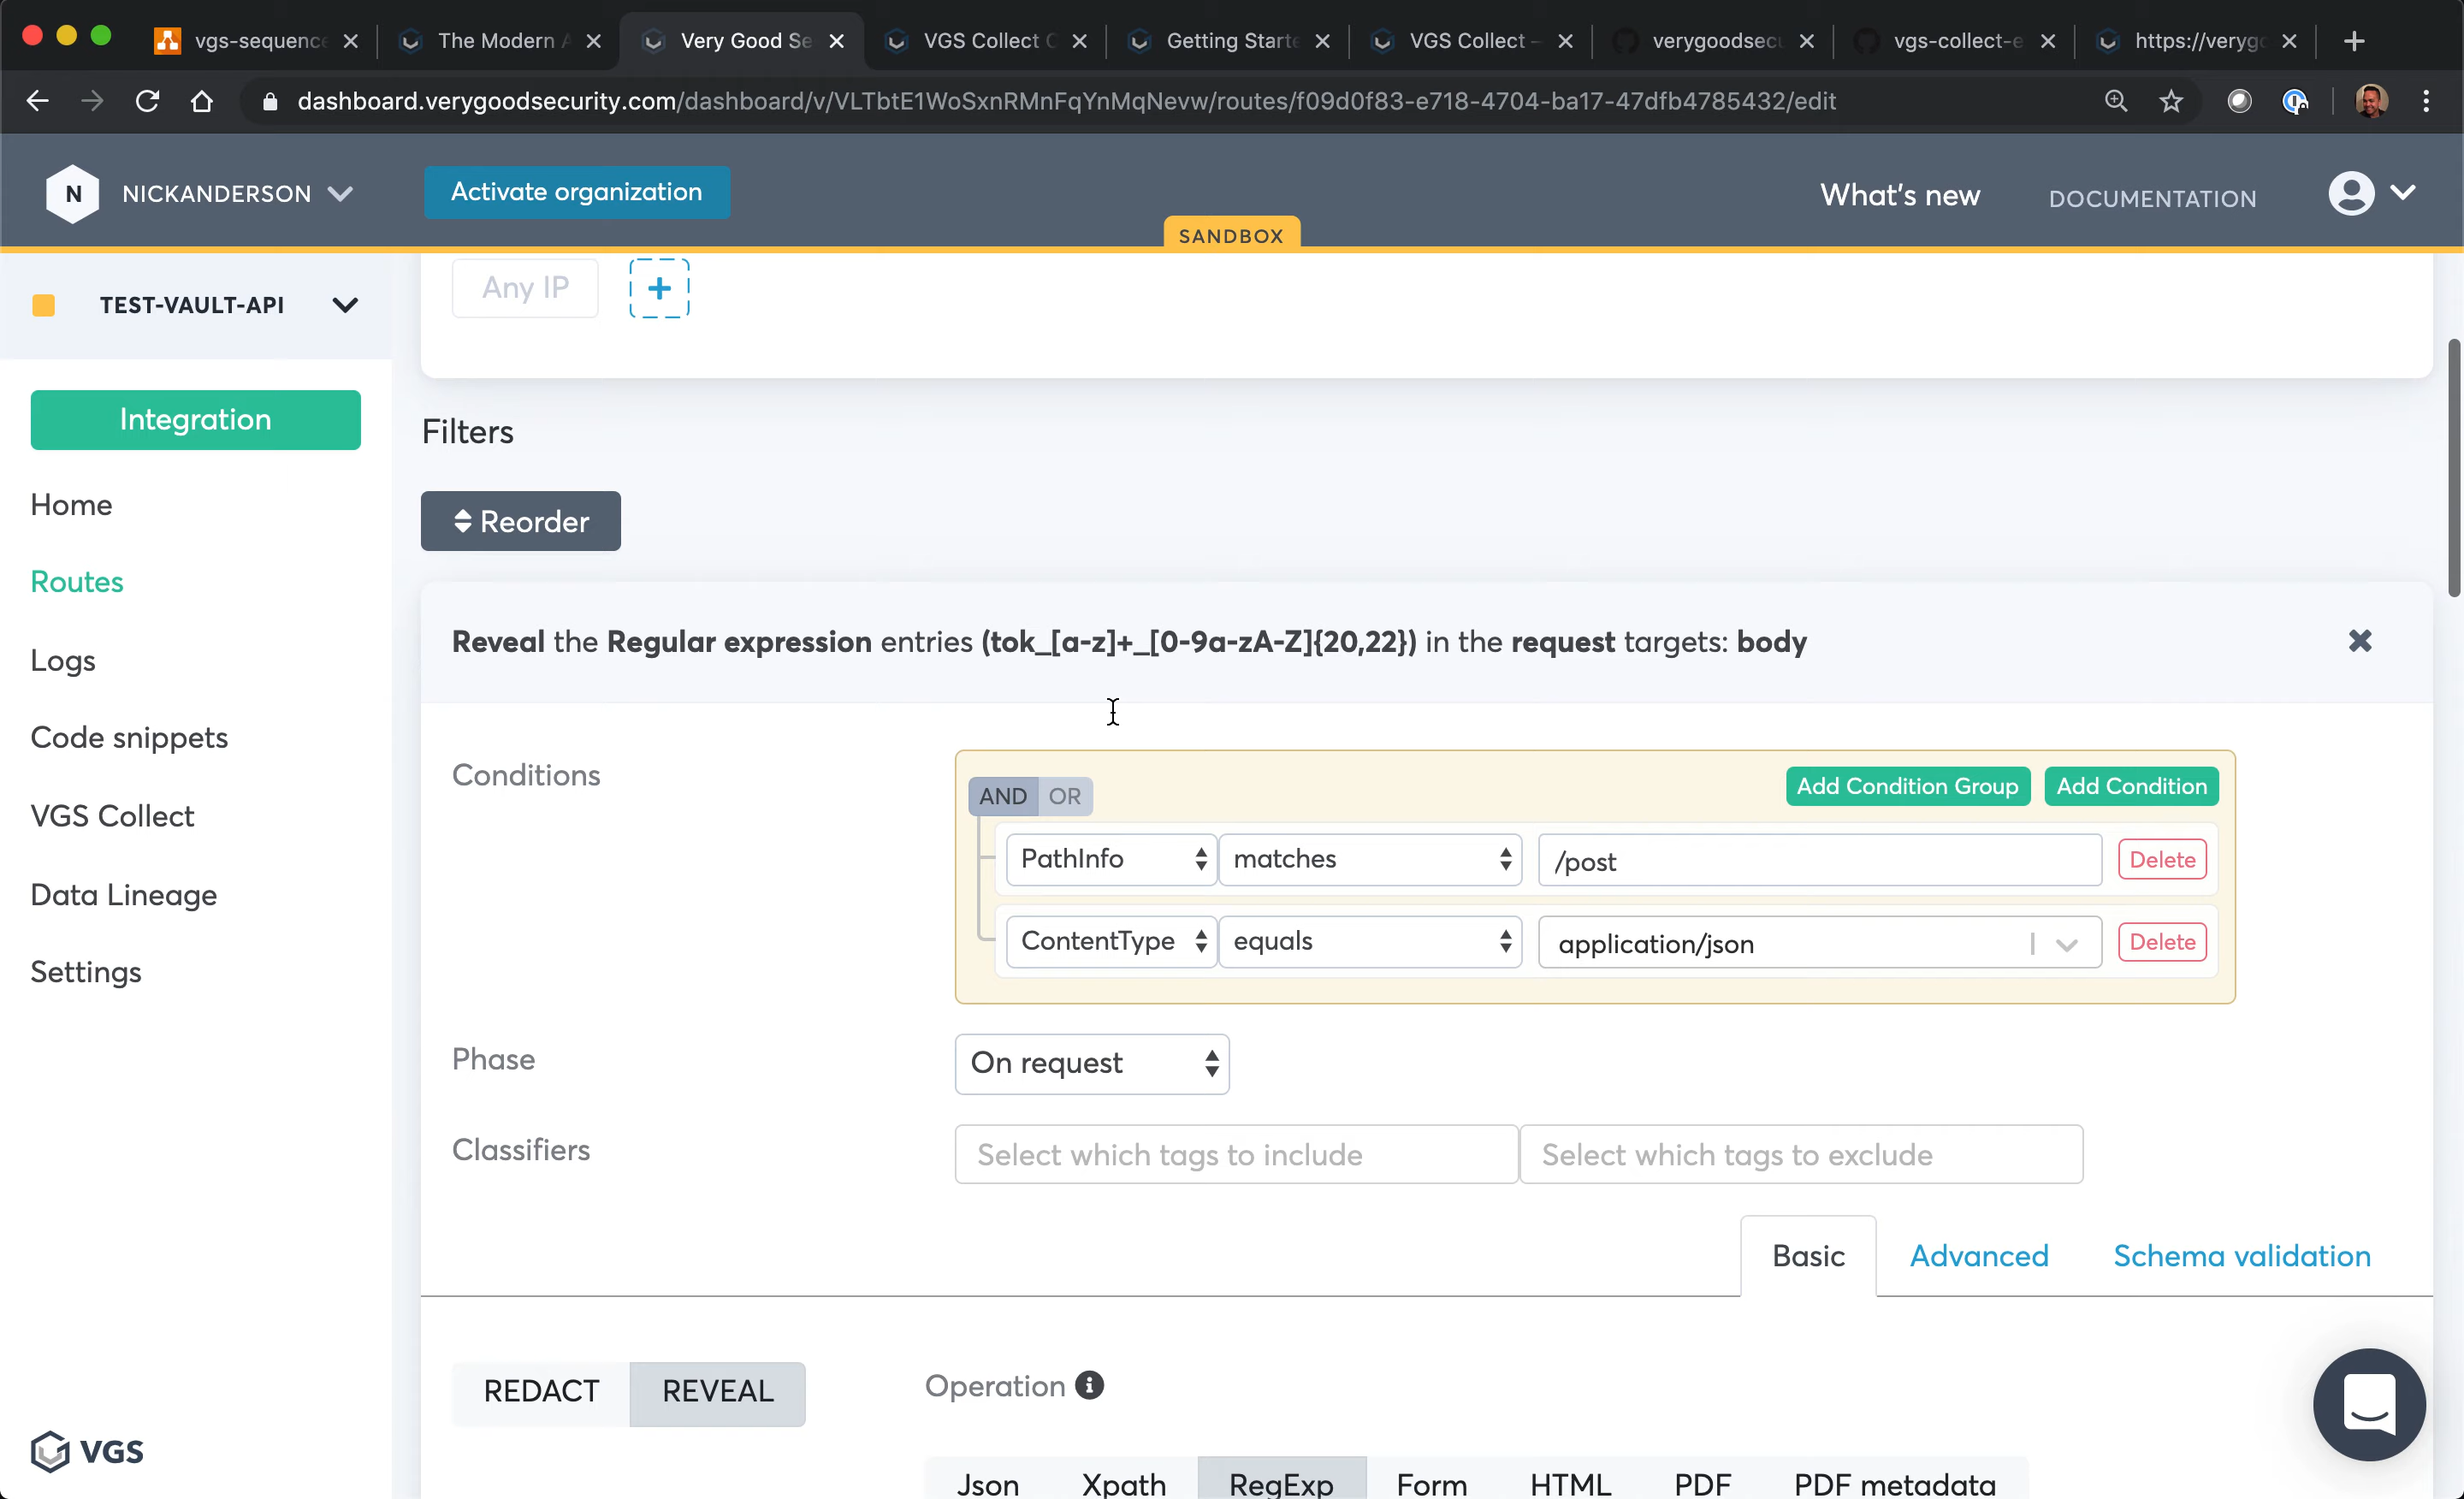 vgs-sequence
The Modern A
Very Good Se
VGS Collect C
Getting Starte
VGS Collect –
verygoodsecu
vgs-collect-e
https://verygo
dashboard.verygoodsecurity.com/dashboard/v/VLTbtE1WoSxnRMnFqYnMqNevw/routes/f09d0f83-e718-4704-ba17-47dfb4785432/edit
N NICKANDERSON
Activate organization
What's new
DOCUMENTATION
SANDBOX
TEST-VAULT-API
Integration
Home
Routes
Logs
Code snippets
VGS Collect
Data Lineage
Settings
VGS
Any IP
+
Filters
Reorder
Reveal the Regular expression entries (tok_[a-z]+_[0-9a-zA-Z]{20,22}) in the request targets: body
Conditions
AND OR
Add Condition Group
Add Condition
PathInfo matches /post Delete
ContentType equals application/json Delete
Phase
On request
Classifiers
Select which tags to include
Select which tags to exclude
Basic Advanced Schema validation
REDACT REVEAL
Operation
Json Xpath RegExp Form HTML PDF PDF metadata